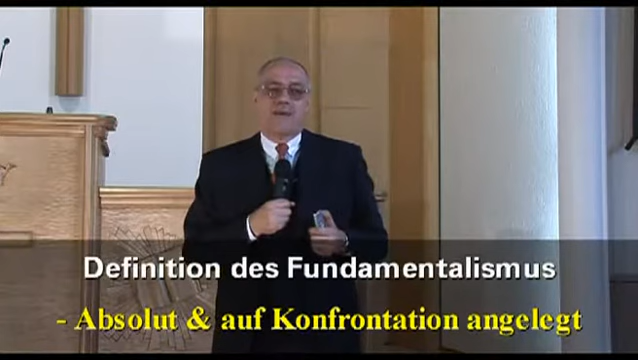 Definition des Fundamentalismus
- Absolut & auf Konfrontation angelegt